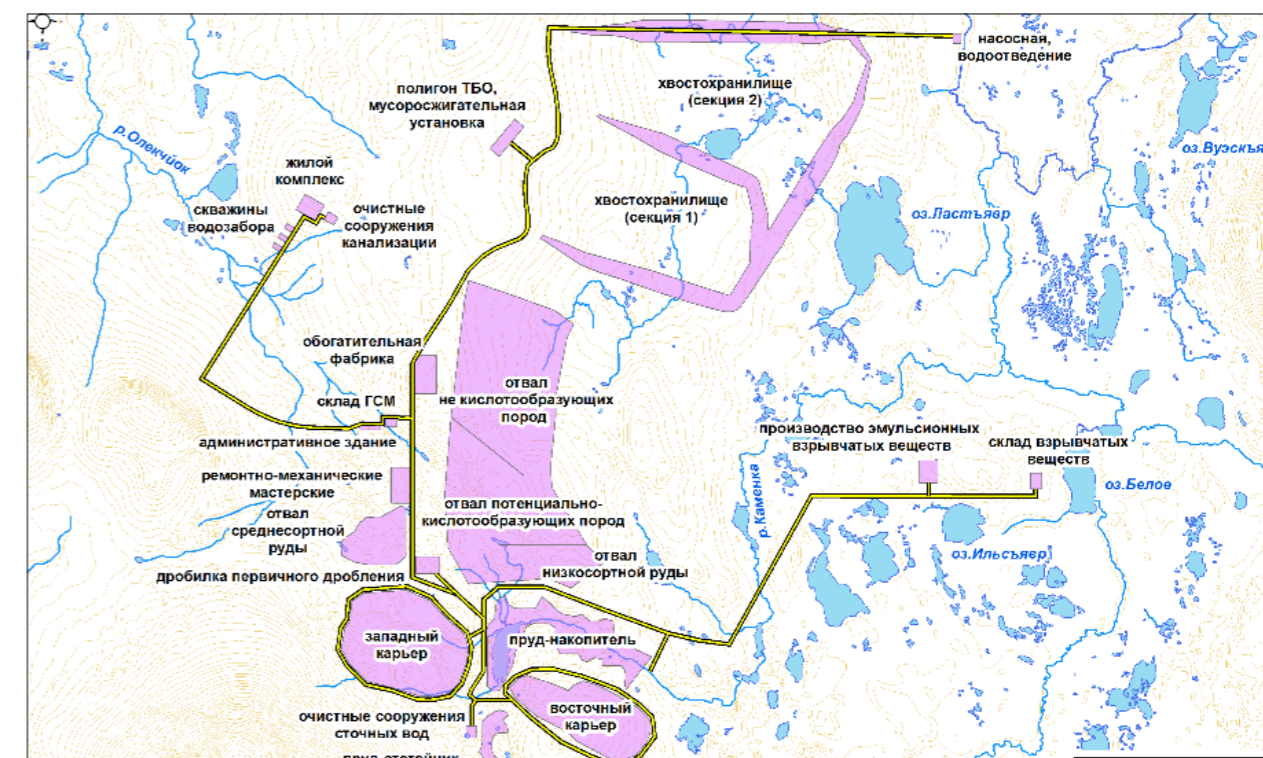 насосная,
водоотведение
хвостохранилище
(секция 2)
полигон ТБО,
мусоросжигательная
установка
р.Олекчйок
оз.Вуэскъя
жилой
комплекс
скважины
водозабора
очистные
сооружения
канализации
хвостохранилище
(секция 1)
оз.Ластъявр
обогатительная
фабрика
отвал
не кислотообразующих
пород
склад ГСМ
административное здание
производство эмульсионных
взрывчатых веществ
склад взрывчатых
веществ
ремонтно-механические
мастерские
р.Каменка
оз.Белое
отвал
среднесортной
руды
отвал потенциально-
кислотообразующих пород
отвал
низкосортной руды
оз.Ильсъявр
дробилка первичного дробления
западный
карьер
пруд-накопитель
восточный
карьер
очистные сооружения
сточных вод
пруд-отстойник